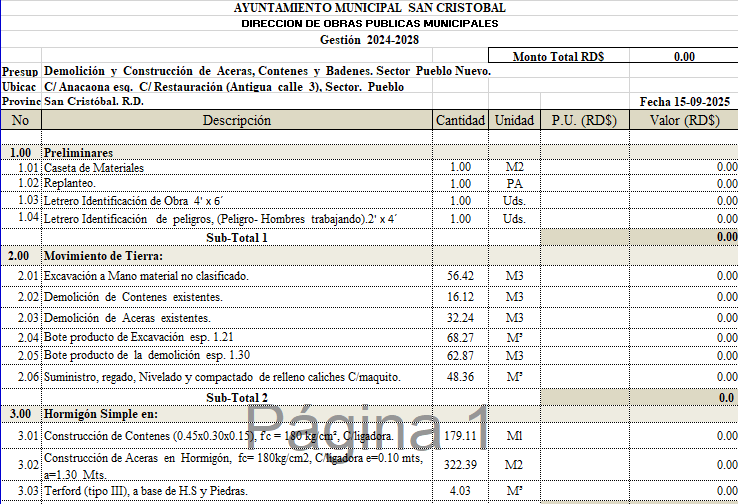 AYUNTAMIENTO MUNICIPAL SAN CRISTOBAL
DIRECCION DE OBRAS PUBLICAS MUNICIPALES
Gestión 2024-2028
Monto Total RD$ 0.00
Presup Demolición y Construcción de Aceras, Contenes y Badenes. Sector Pueblo Nuevo.
Ubicac C/ Anacaona esq. C/ Restauración (Antigua calle 3), Sector. Pueblo
Provinc San Cristóbal. R.D. Fecha 15-09-2025
No Descripción Cantidad Unidad P.U. (RD$) Valor (RD$)
1.00 Preliminares
1.01 Caseta de Materiales 1.00 M2 0.00
1.02 Replanteo. 1.00 PA 0.00
1.03 Letrero Identificación de Obra 4' x 6´ 1.00 Uds. 0.00
1.04 Letrero Identificación de peligros, (Peligro- Hombres trabajando).2' x 4´ 1.00 Uds. 0.00
Sub-Total 1 0.00
2.00 Movimiento de Tierra:
2.01 Excavación a Mano material no clasificado. 56.42 M3 0.00
2.02 Demolición de Contenes existentes. 16.12 M3 0.00
2.03 Demolición de Aceras existentes. 32.24 M3 0.00
2.04 Bote producto de Excavación esp. 1.21 68.27 M³ 0.00
2.05 Bote producto de la demolición esp. 1.30 62.87 M3 0.00
2.06 Suministro, regado, Nivelado y compactado de relleno caliches C/maquito. 48.36 M³ 0.00
Sub-Total 2 0.0
3.00 Hormigón Simple en:
Página 1
3.01 Construcción de Contenes (0.45x0.30x0.15), f'c = 180 kg/cm², C/ligadora. 179.11 Ml 0.00
3.02 Construcción de Aceras en Hormigón, fc= 180kg/cm2, C/ligadora e=0.10 mts, a=1.30 Mts. 322.39 M2 0.00
3.03 Terford (tipo III), a base de H.S y Piedras. 4.03 M³ 0.00